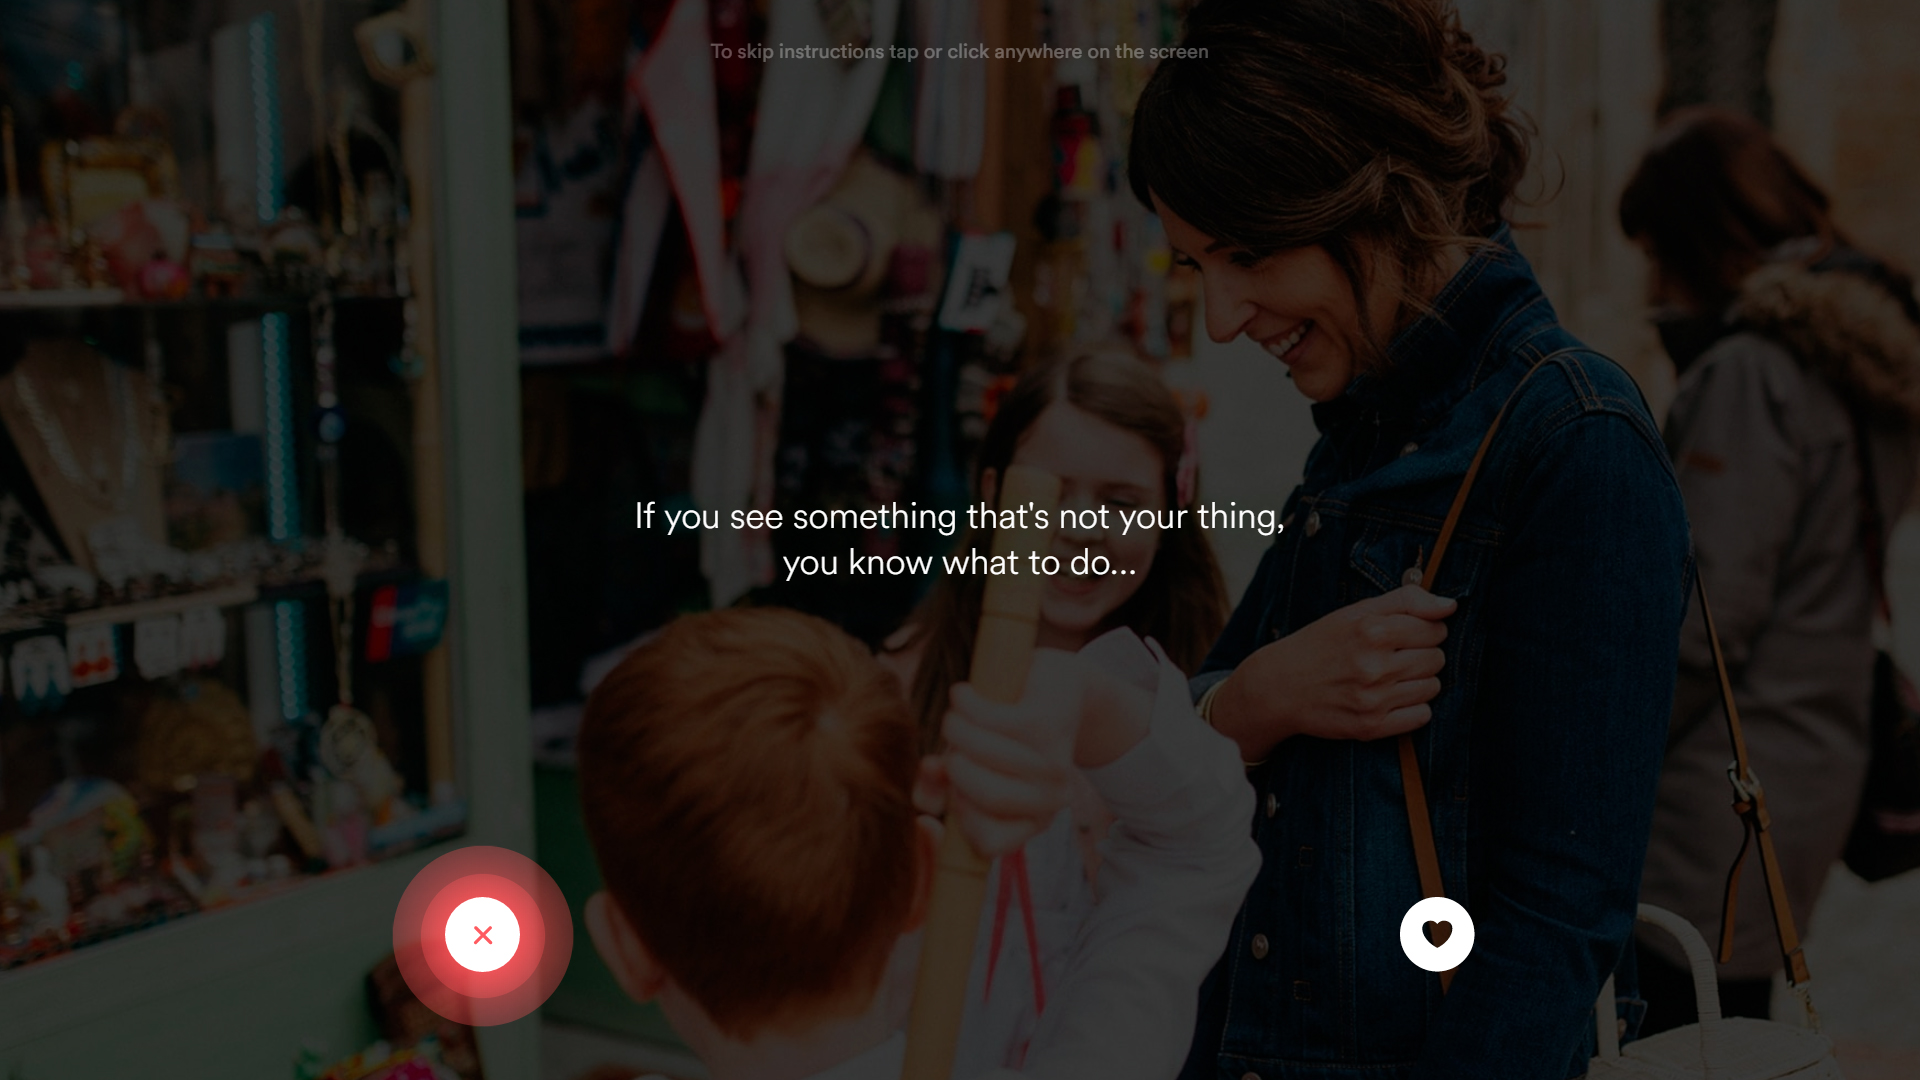 To skip instructions tap or click anywhere on the screen
If you see something that's not your thing,
you know what to do...